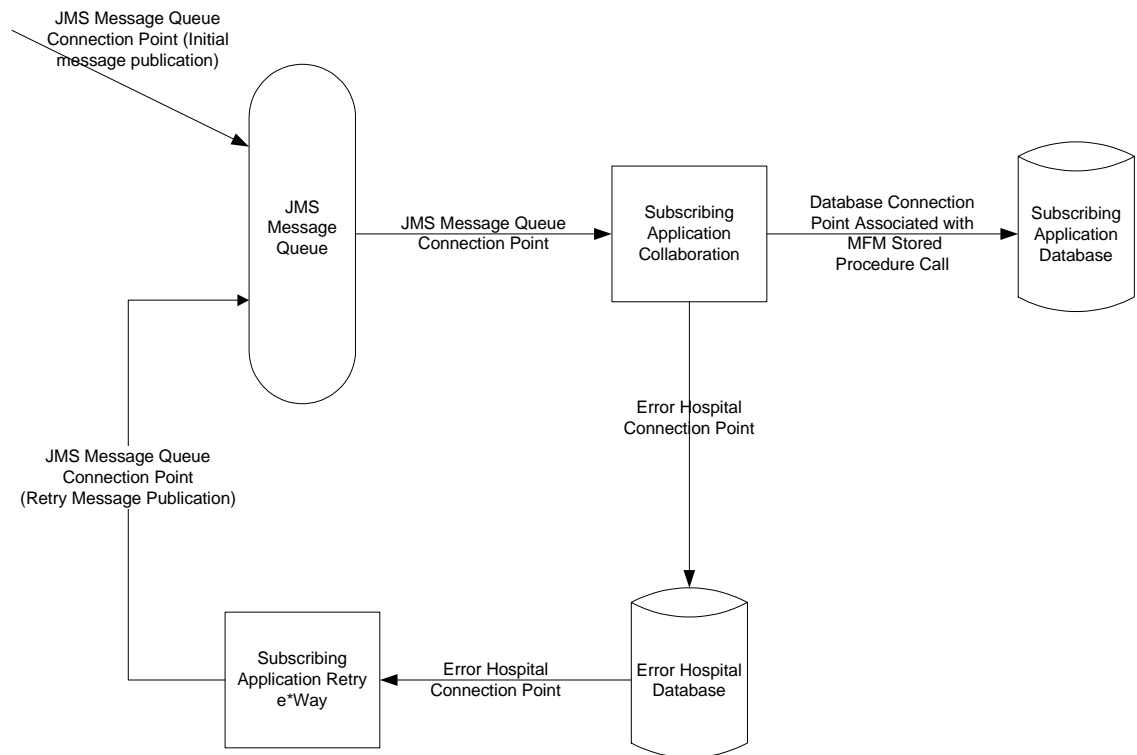 JMS Message Queue
Connection Point (Initial
message publication)
JMS
Message
Queue
JMS Message Queue
Connection Point
Subscribing
Application
Collaboration
Database Connection
Point Associated with
MFM Stored
Procedure Call
Subscribing
Application
Database
Error Hospital
Connection Point
JMS Message Queue
Connection Point
(Retry Message Publication)
Subscribing
Application Retry
e*Way
Error Hospital
Connection Point
Error Hospital
Database